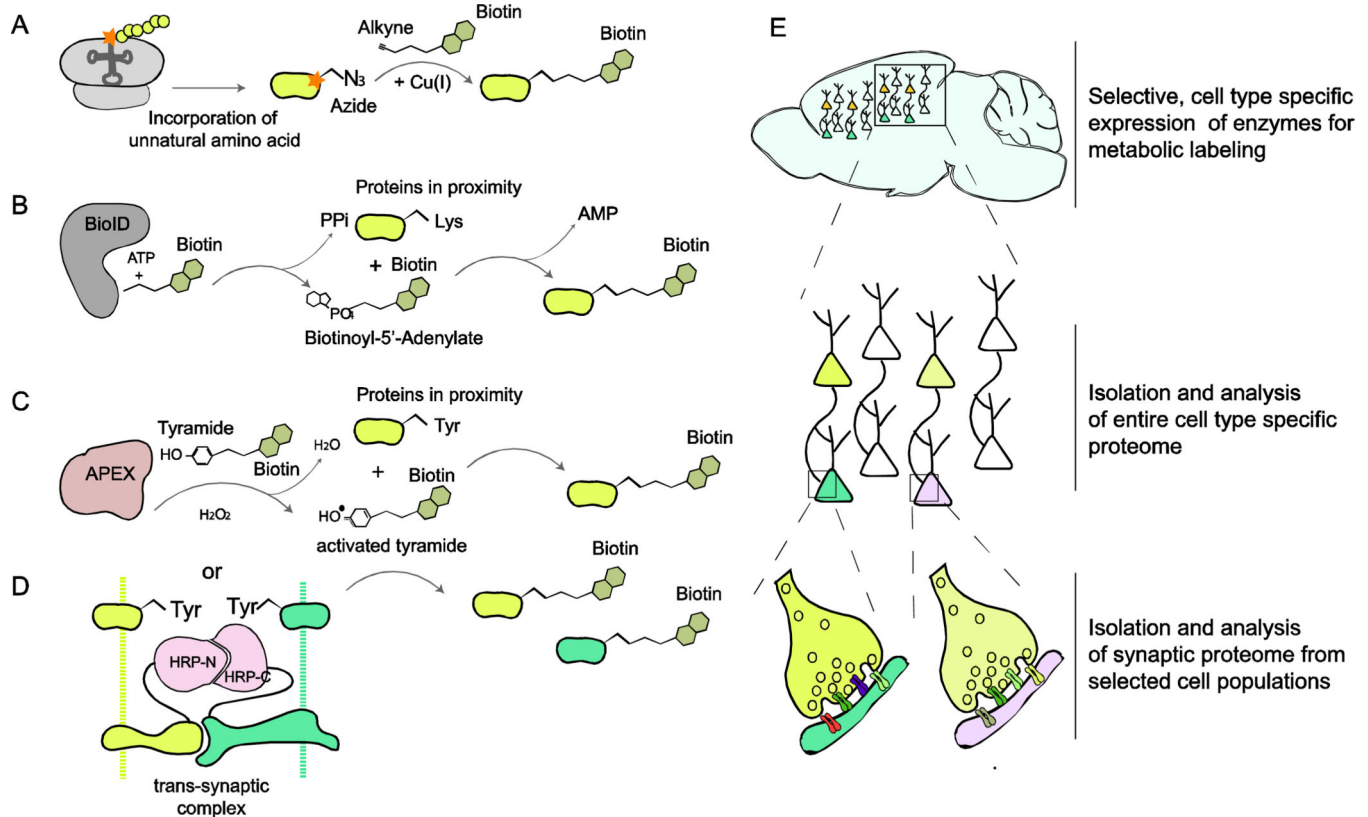 A
Incorporation of
unnatural amino acid
N3
Azide
Alkyne
Biotin
+ Cu(I)
Biotin
B
BioID
ATP
+
Biotin
PPi
Proteins in proximity
Lys
+
Biotin
PO4
Biotinoyl-5'-Adenylate
AMP
Biotin
C
APEX
Tyramide
HO
Biotin
H2O2
H2O
Proteins in proximity
Tyr
+
Biotin
HO
activated tyramide
Biotin
D
or
Tyr
Tyr
HRP-N
HRP-C
trans-synaptic
complex
Biotin
Biotin
E
Selective, cell type specific
expression of enzymes for
metabolic labeling
Isolation and analysis
of entire cell type specific
proteome
Isolation and analysis
of synaptic proteome from
selected cell populations